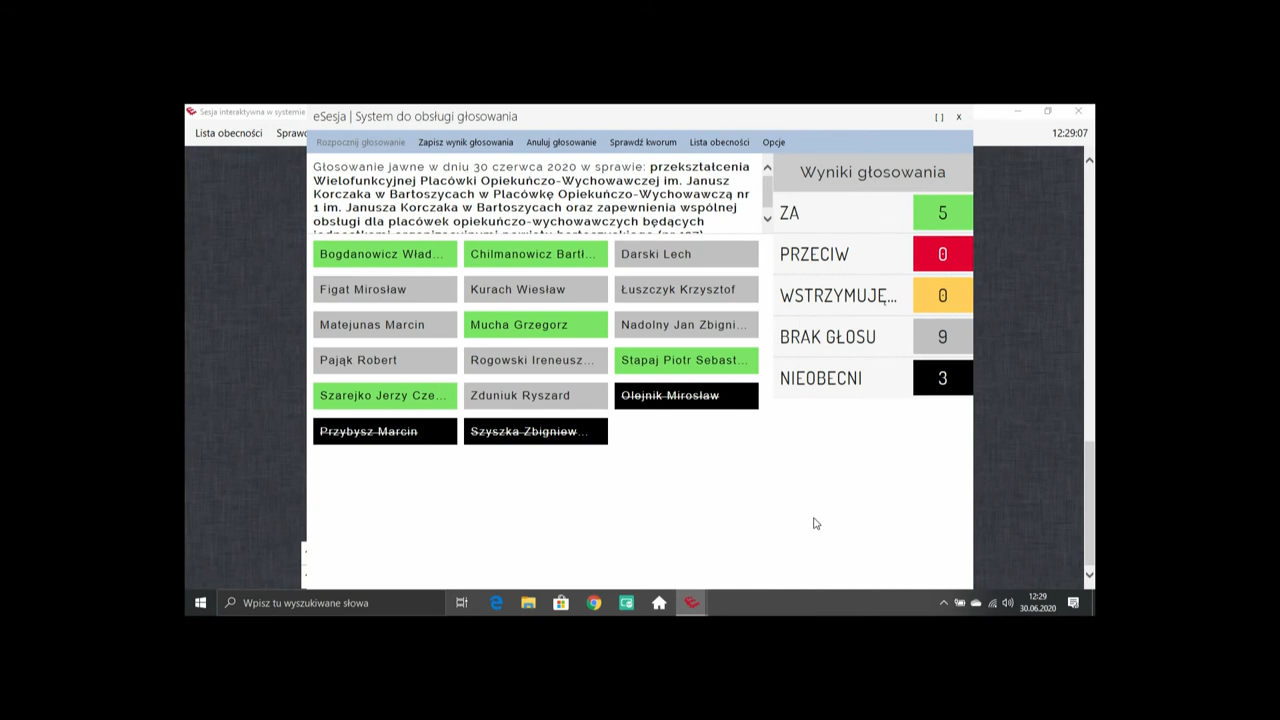 Sesja interaktywna w systemie
eSesja | System do obsługi głosowania
Lista obecności
12:29:07
Rozpocznij głosowanie Zapisz wynik głosowania Anuluj głosowanie Sprawdź kworum Lista obecności Opcje
Głosowanie jawne w dniu 30 czerwca 2020 w sprawie: przekształcenia
Wielofunkcyjnej Placówki Opiekuńczo-Wychowawczej im. Janusz
Korczaka w Bartoszycach w Placówkę Opiekuńczo-Wychowawczą nr
1 im. Janusza Korczaka w Bartoszycach oraz zapewnienia wspólnej
obsługi dla placówek opiekuńczo-wychowawczych będących
Wyniki głosowania
ZA 5
PRZECIW 0
WSTRZYMUJĘ... 0
BRAK GŁOSU 9
NIEOBECNI 3
Bogdanowicz Wład... Chilmanowicz Bartł... Darski Lech
Figat Mirosław Kurach Wiesław Łuszczyk Krzysztof
Matejunas Marcin Mucha Grzegorz Nadolny Jan Zbigni...
Pająk Robert Rogowski Ireneusz... Stapaj Piotr Sebast...
Szarejko Jerzy Cze... Zduniuk Ryszard Olejnik Mirosław
Przybysz Marcin Szyszka Zbigniew...
Wpisz tu wyszukiwane słowa
12:29
30.06.2020